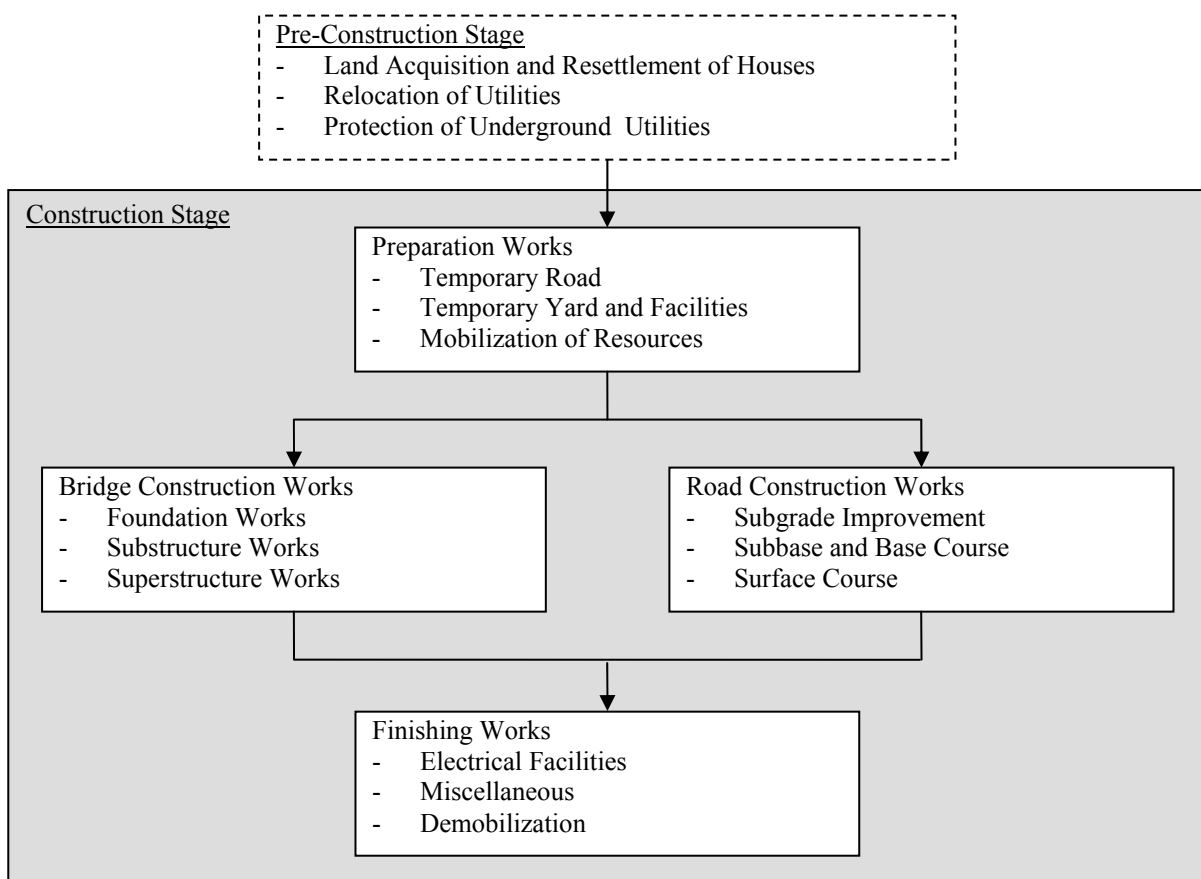 Pre-Construction Stage
- Land Acquisition and Resettlement of Houses
- Relocation of Utilities
- Protection of Underground Utilities
Construction Stage
Preparation Works
- Temporary Road
- Temporary Yard and Facilities
- Mobilization of Resources
Bridge Construction Works
- Foundation Works
- Substructure Works
- Superstructure Works
Road Construction Works
- Subgrade Improvement
- Subbase and Base Course
- Surface Course
Finishing Works
- Electrical Facilities
- Miscellaneous
- Demobilization